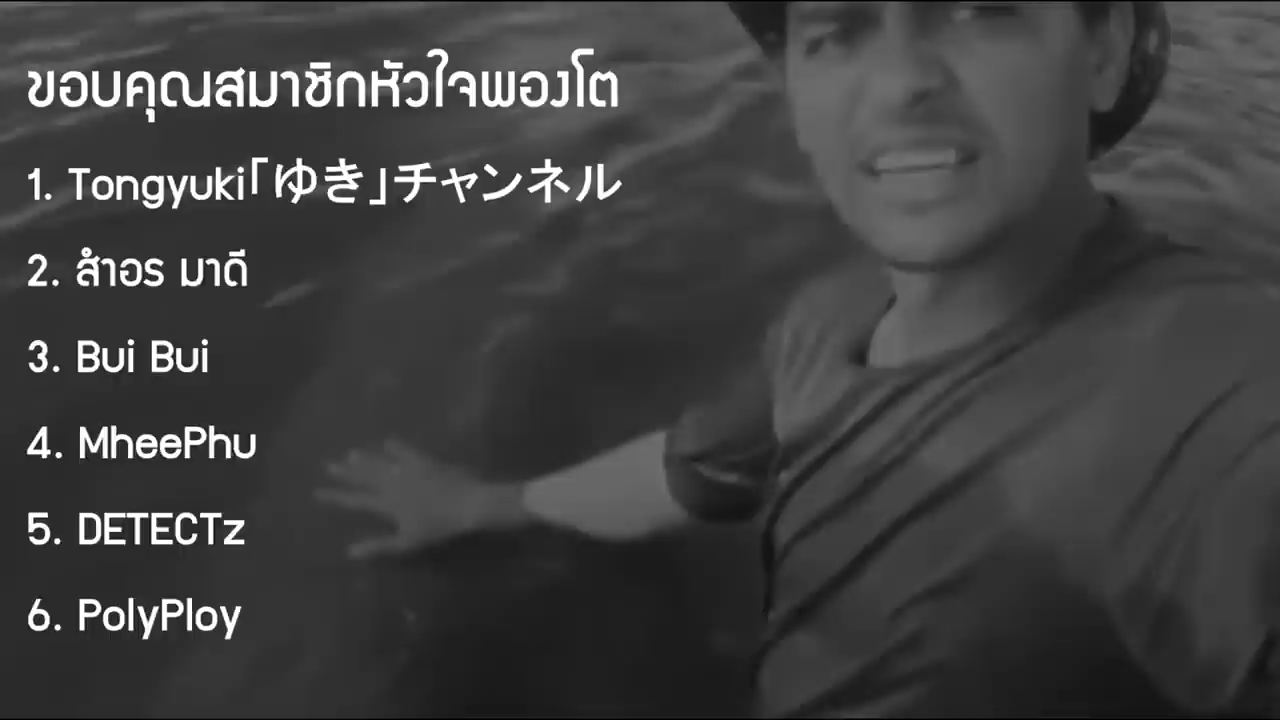 ขอบคุณสมาชิกหัวใจพองโต
1. Tongyuki「ゆき」チャンネル
2. สำอร มาดี
3. Bui Bui
4. MheePhu
5. DETECTz
6. PolyPloy